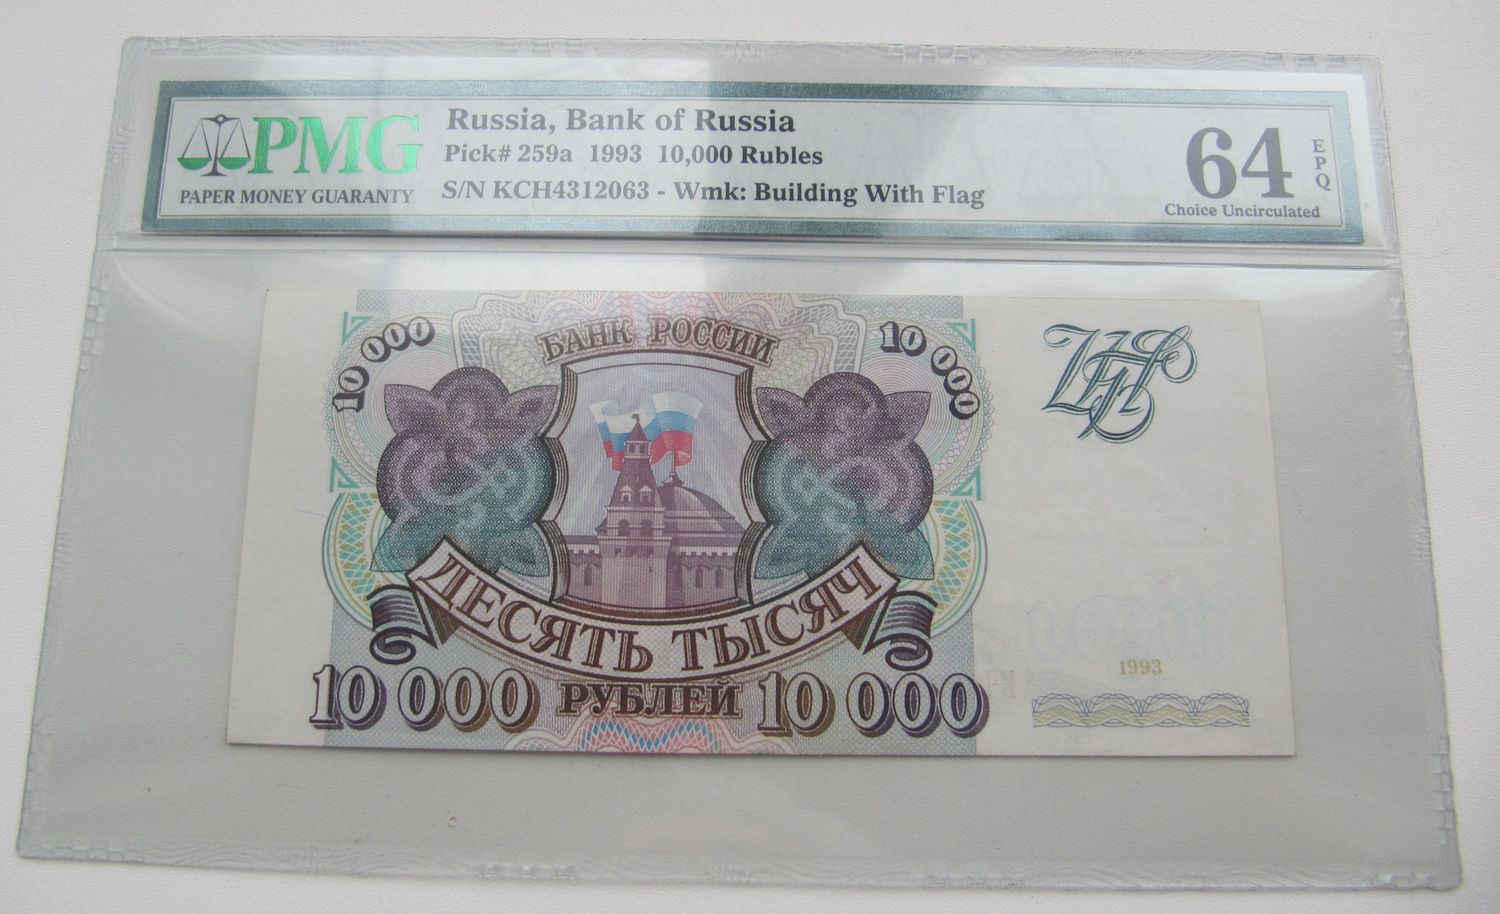 PMG
PAPER MONEY GUARANTY
Russia, Bank of Russia
Pick# 259a 1993 10,000 Rubles
S/N KCH4312063 - Wmk: Building With Flag
64
EPQ
Choice Uncirculated
БАНК РОССИИ
10 000
10 000
ДЕСЯТЬ ТЫСЯЧ
10 000 РУБЛЕЙ 10 000
1993